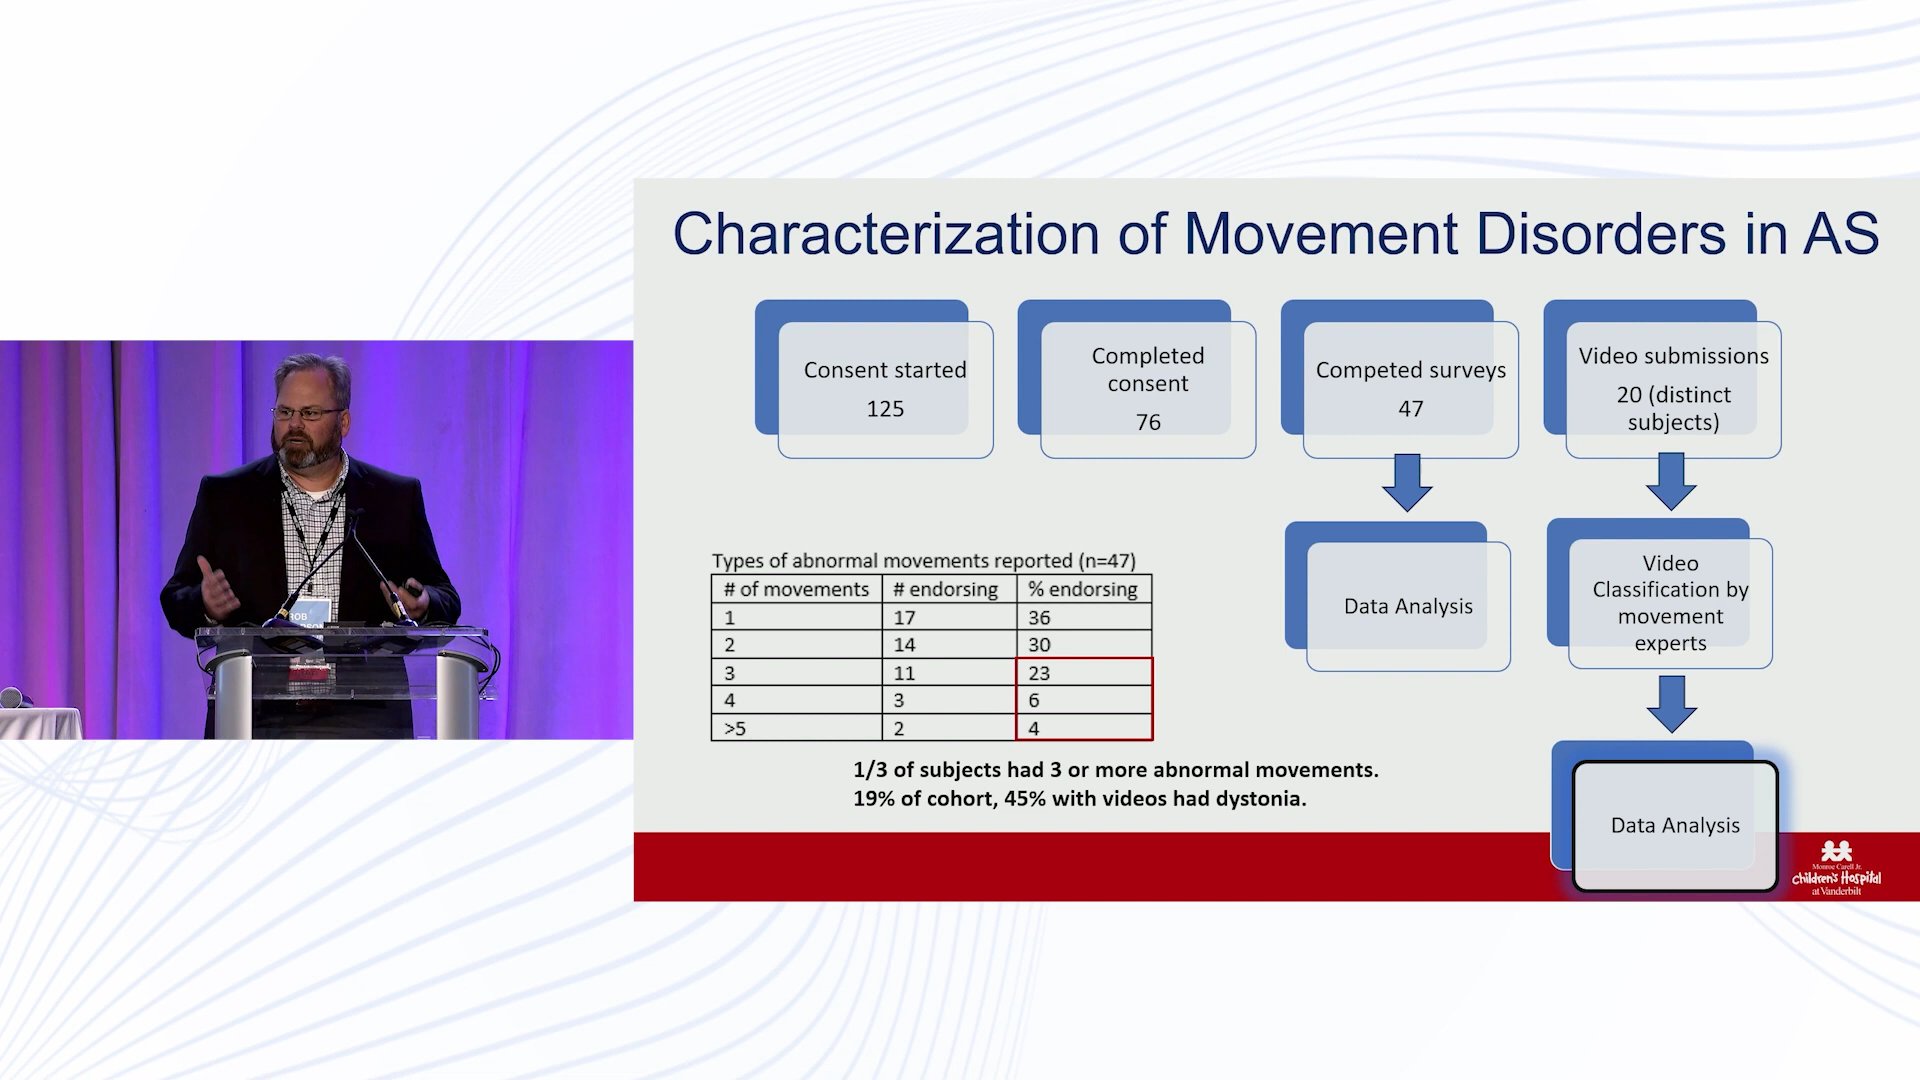 Characterization of Movement Disorders in AS
Consent started
125
Completed
consent
76
Competed surveys
47
Video submissions
20 (distinct
subjects)
Data Analysis
Video
Classification by
movement
experts
Data Analysis
Types of abnormal movements reported (n=47)
# of movements # endorsing % endorsing
1 17 36
2 14 30
3 11 23
4 3 6
>5 2 4
1/3 of subjects had 3 or more abnormal movements.
19% of cohort, 45% with videos had dystonia.
Monroe Carell Jr.
Children's Hospital
at Vanderbilt
ROB